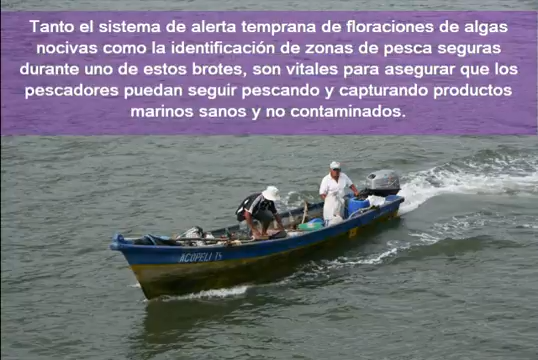 Tanto el sistema de alerta temprana de floraciones de algas
nocivas como la identificación de zonas de pesca seguras
durante uno de estos brotes, son vitales para asegurar que los
pescadores puedan seguir pescando y capturando productos
marinos sanos y no contaminados.
ACOPELI-15